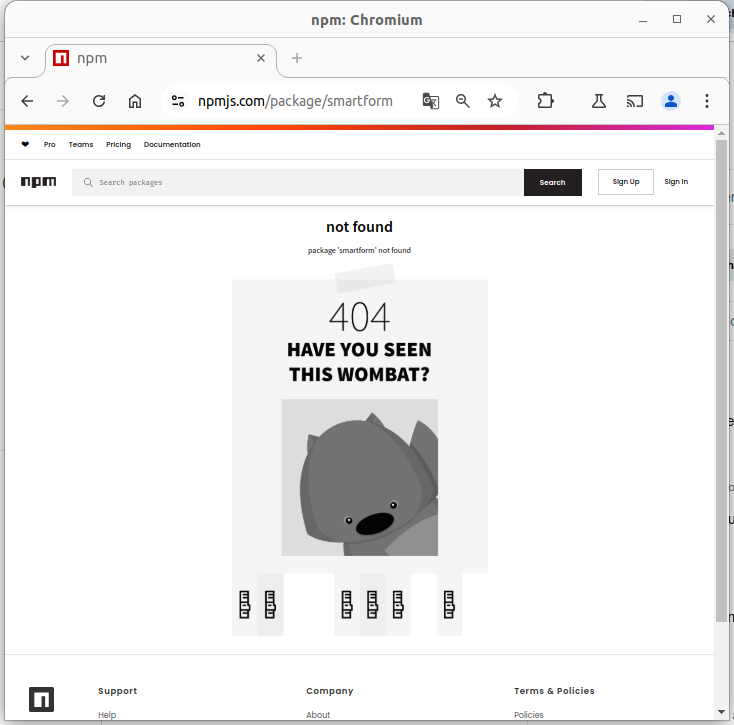 npm: Chromium
npm
npmjs.com/package/smartform
❤ Pro Teams Pricing Documentation
npm
Search packages
Search
Sign Up
Sign In
not found
package 'smartform' not found
404
HAVE YOU SEEN
THIS WOMBAT?
Support
Company
Terms & Policies
Help
About
Policies